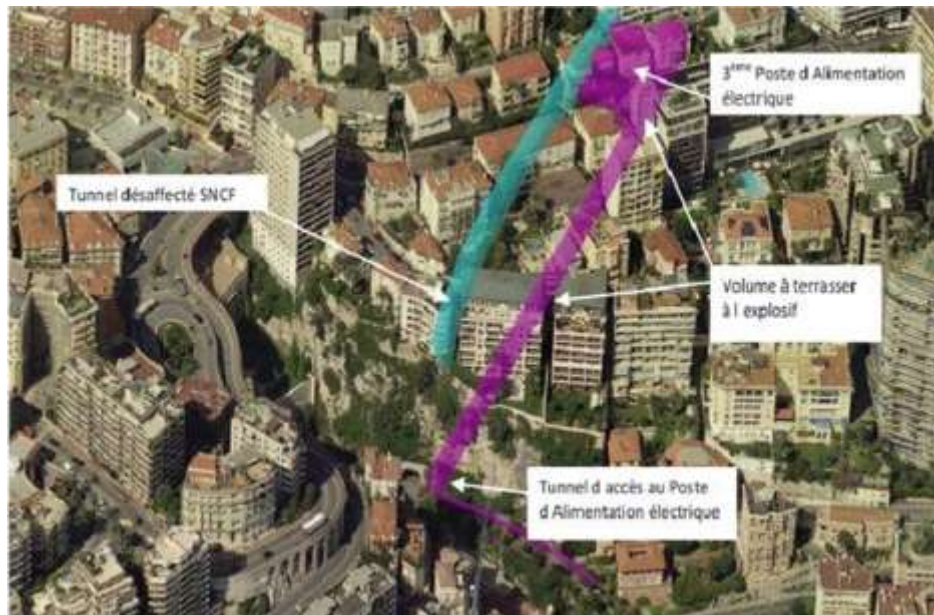 3ème Poste d Alimentation
électrique
Tunnel désaffecté SNCF
Volume à terrasser
à l explosif
Tunnel d accès au Poste
d Alimentation électrique